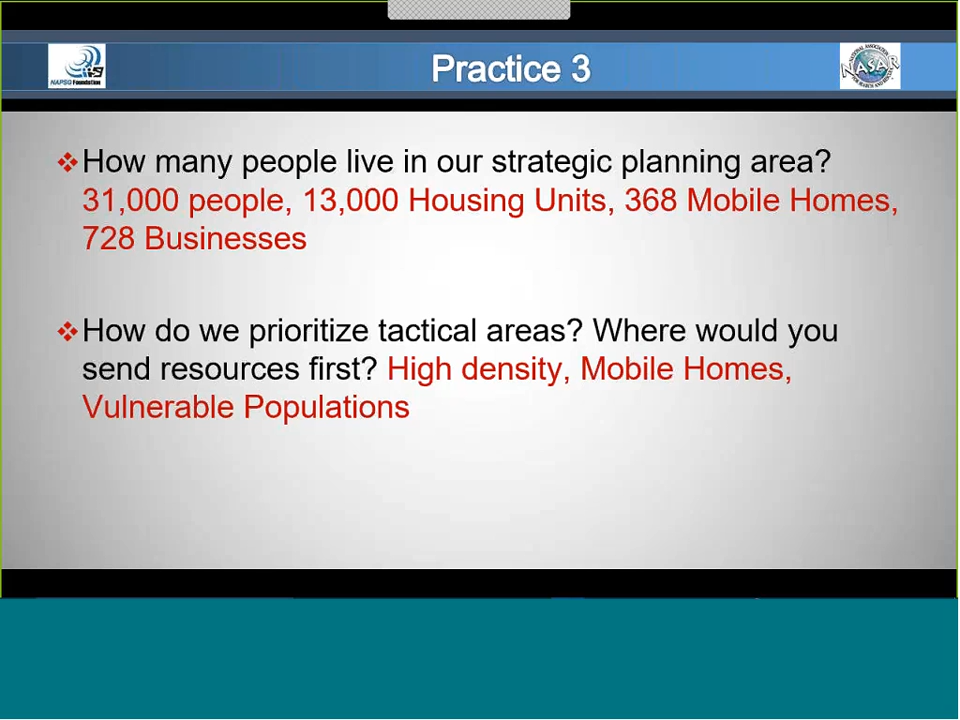 Practice 3
NAPSG Foundation
NASAR
How many people live in our strategic planning area?
31,000 people, 13,000 Housing Units, 368 Mobile Homes,
728 Businesses
How do we prioritize tactical areas? Where would you
send resources first? High density, Mobile Homes,
Vulnerable Populations